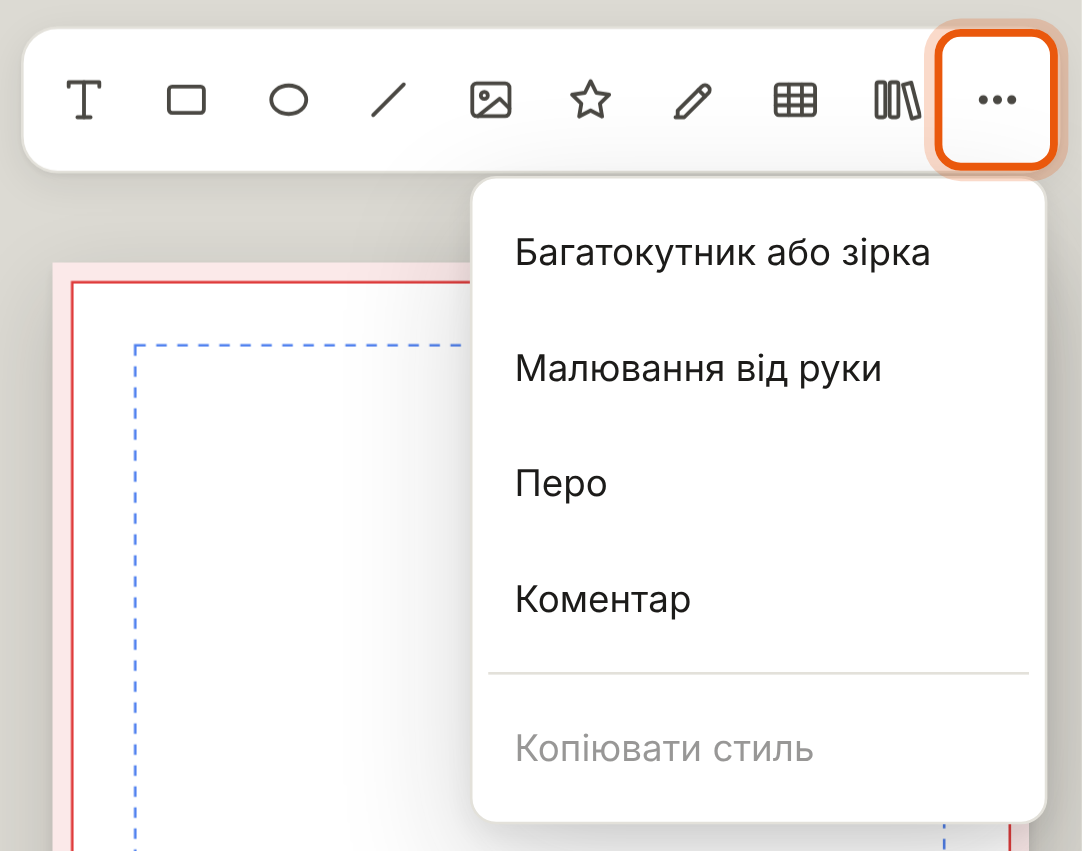 Багатокутник або зірка
Малювання від руки
Перо
Коментар
Копіювати стиль